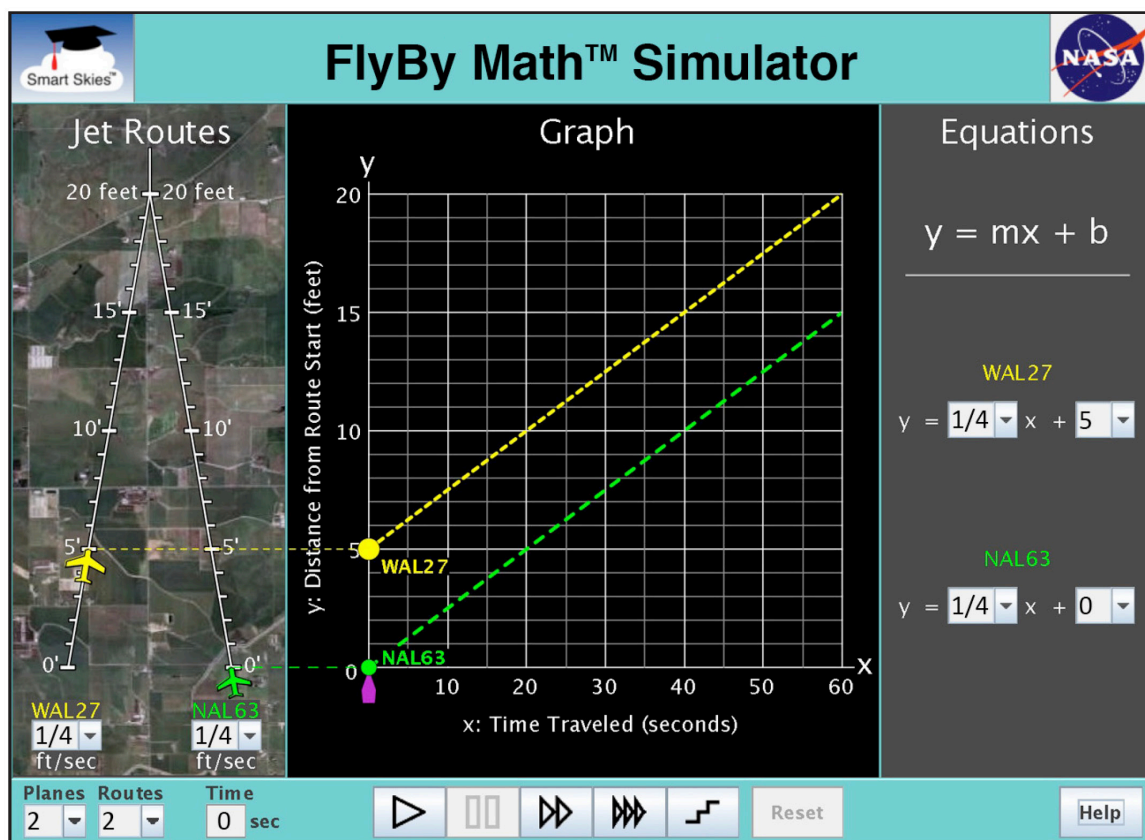 Smart Skies™
FlyBy Math™ Simulator
NASA
Jet Routes
20 feet 20 feet
15' 15'
10' 10'
5' 5'
0' 0'
WAL27 NAL63
1/4 1/4
ft/sec ft/sec
Graph
y
20
15
10
5
0
y: Distance from Route Start (feet)
WAL27
NAL63
x
10 20 30 40 50 60
x: Time Traveled (seconds)
Equations
y = mx + b
WAL27
y = 1/4 x + 5
NAL63
y = 1/4 x + 0
Planes Routes Time
2 2 0 sec
Reset
Help